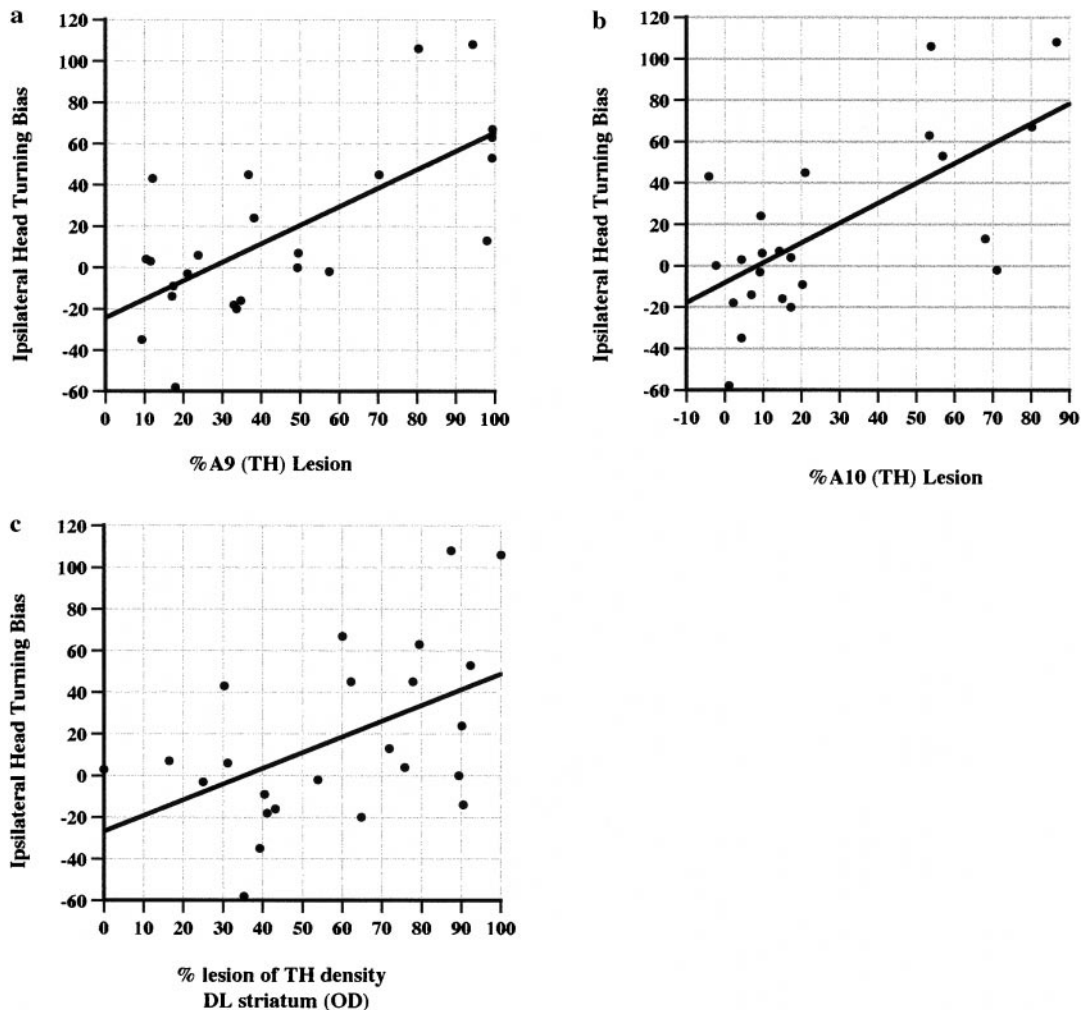 a
120
100
80
60
40
20
0
-20
-40
-60
Ipsilateral Head Turning Bias
0 10 20 30 40 50 60 70 80 90 100
%A9 (TH) Lesion
b
120
100
80
60
40
20
0
-20
-40
-60
Ipsilateral Head Turning Bias
-10 0 10 20 30 40 50 60 70 80 90
%A10 (TH) Lesion
c
120
100
80
60
40
20
0
-20
-40
-60
Ipsilateral Head Turning Bias
0 10 20 30 40 50 60 70 80 90 100
% lesion of TH density
DL striatum (OD)